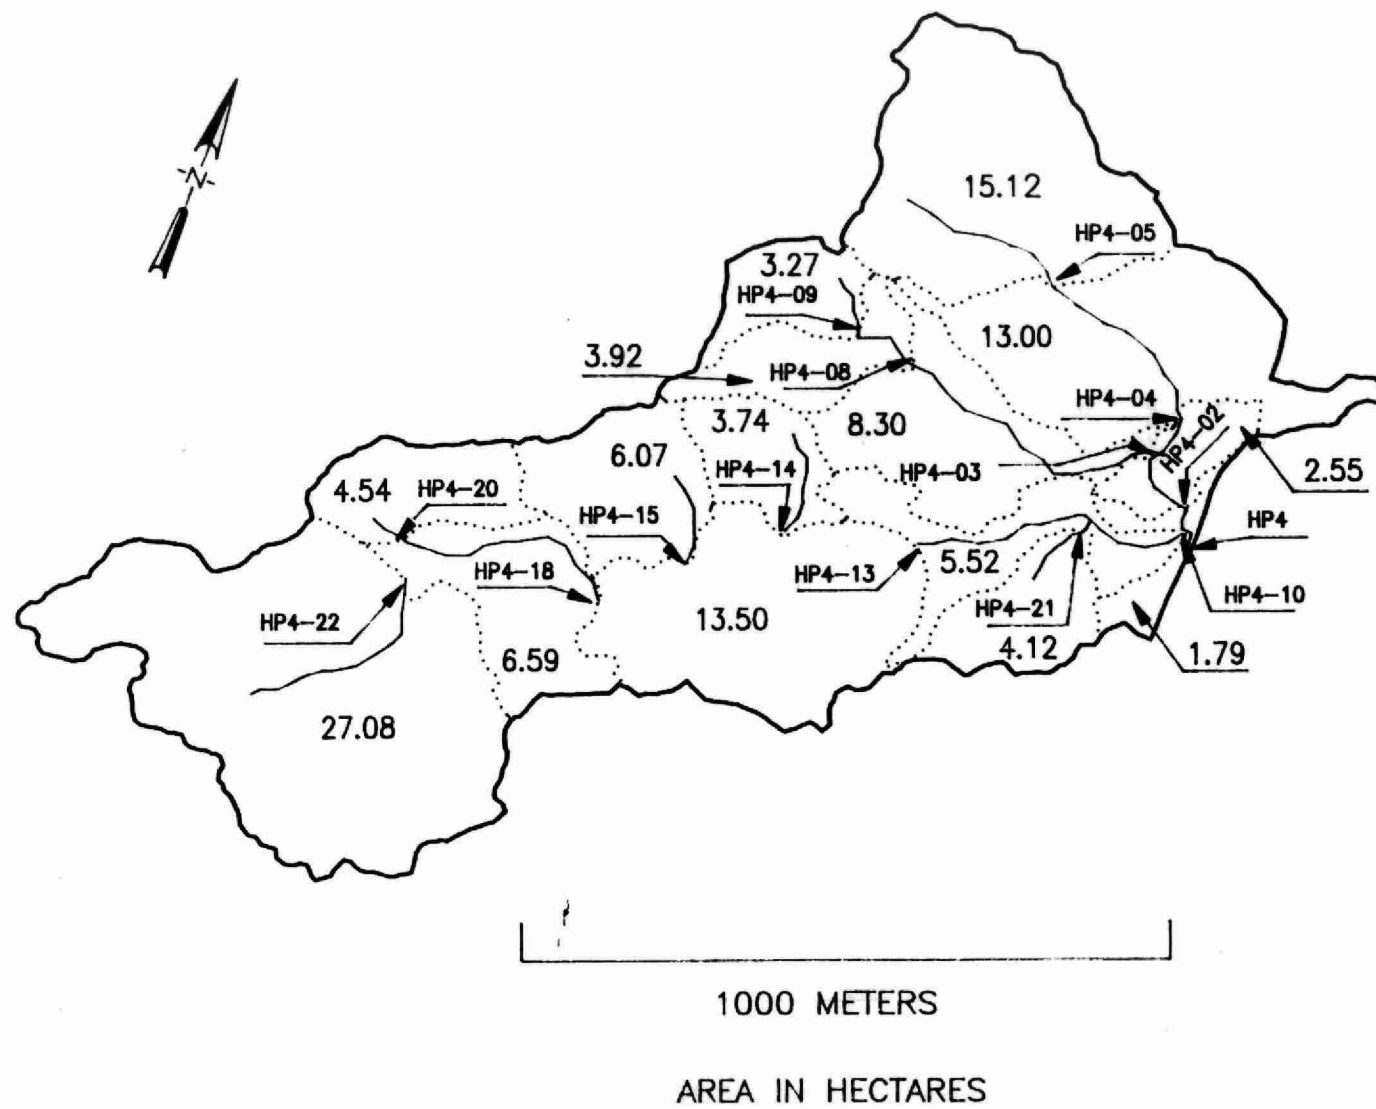 N
15.12
HP4-05
3.27
HP4-09
13.00
3.92
HP4-08
HP4-04
3.74
8.30
HP4-02
6.07
HP4-14
HP4-03
2.55
4.54
HP4-20
HP4-15
HP4
HP4-18
HP4-13
5.52
HP4-22
13.50
HP4-21
HP4-10
6.59
4.12
1.79
27.08
1000 METERS
AREA IN HECTARES